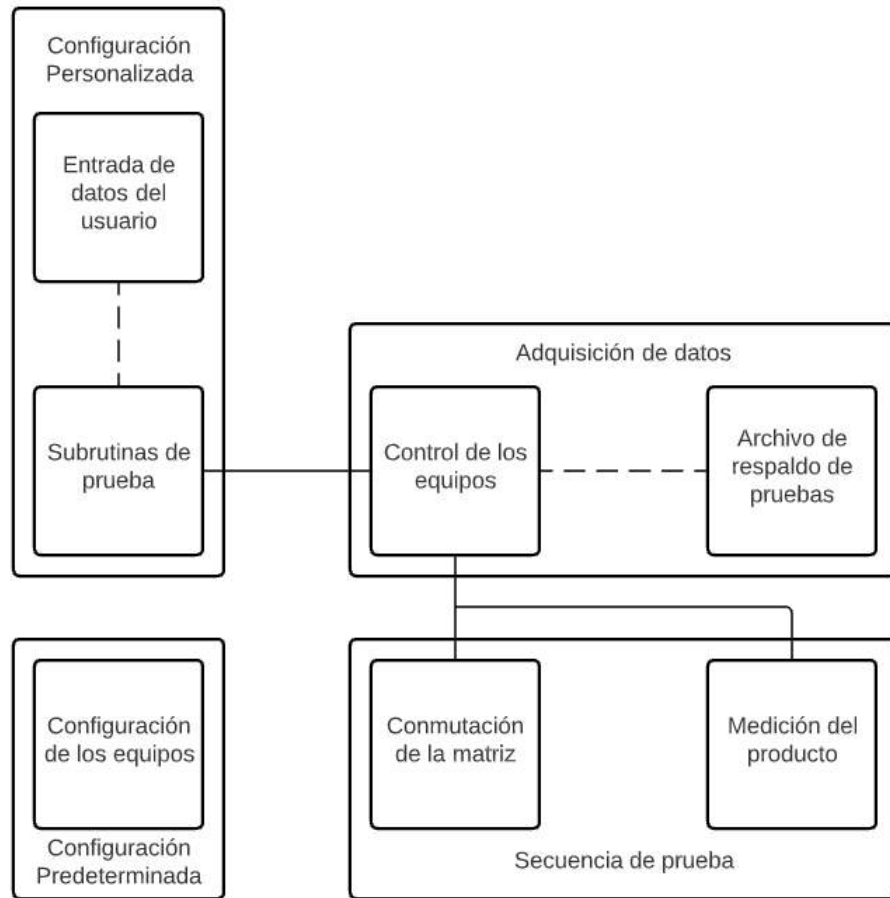 Configuración
Personalizada
Entrada de
datos del
usuario
Subrutinas de
prueba
Adquisición de datos
Control de los
equipos
Archivo de
respaldo de
pruebas
Configuración
de los equipos
Configuración
Predeterminada
Conmutación
de la matriz
Medición del
producto
Secuencia de prueba